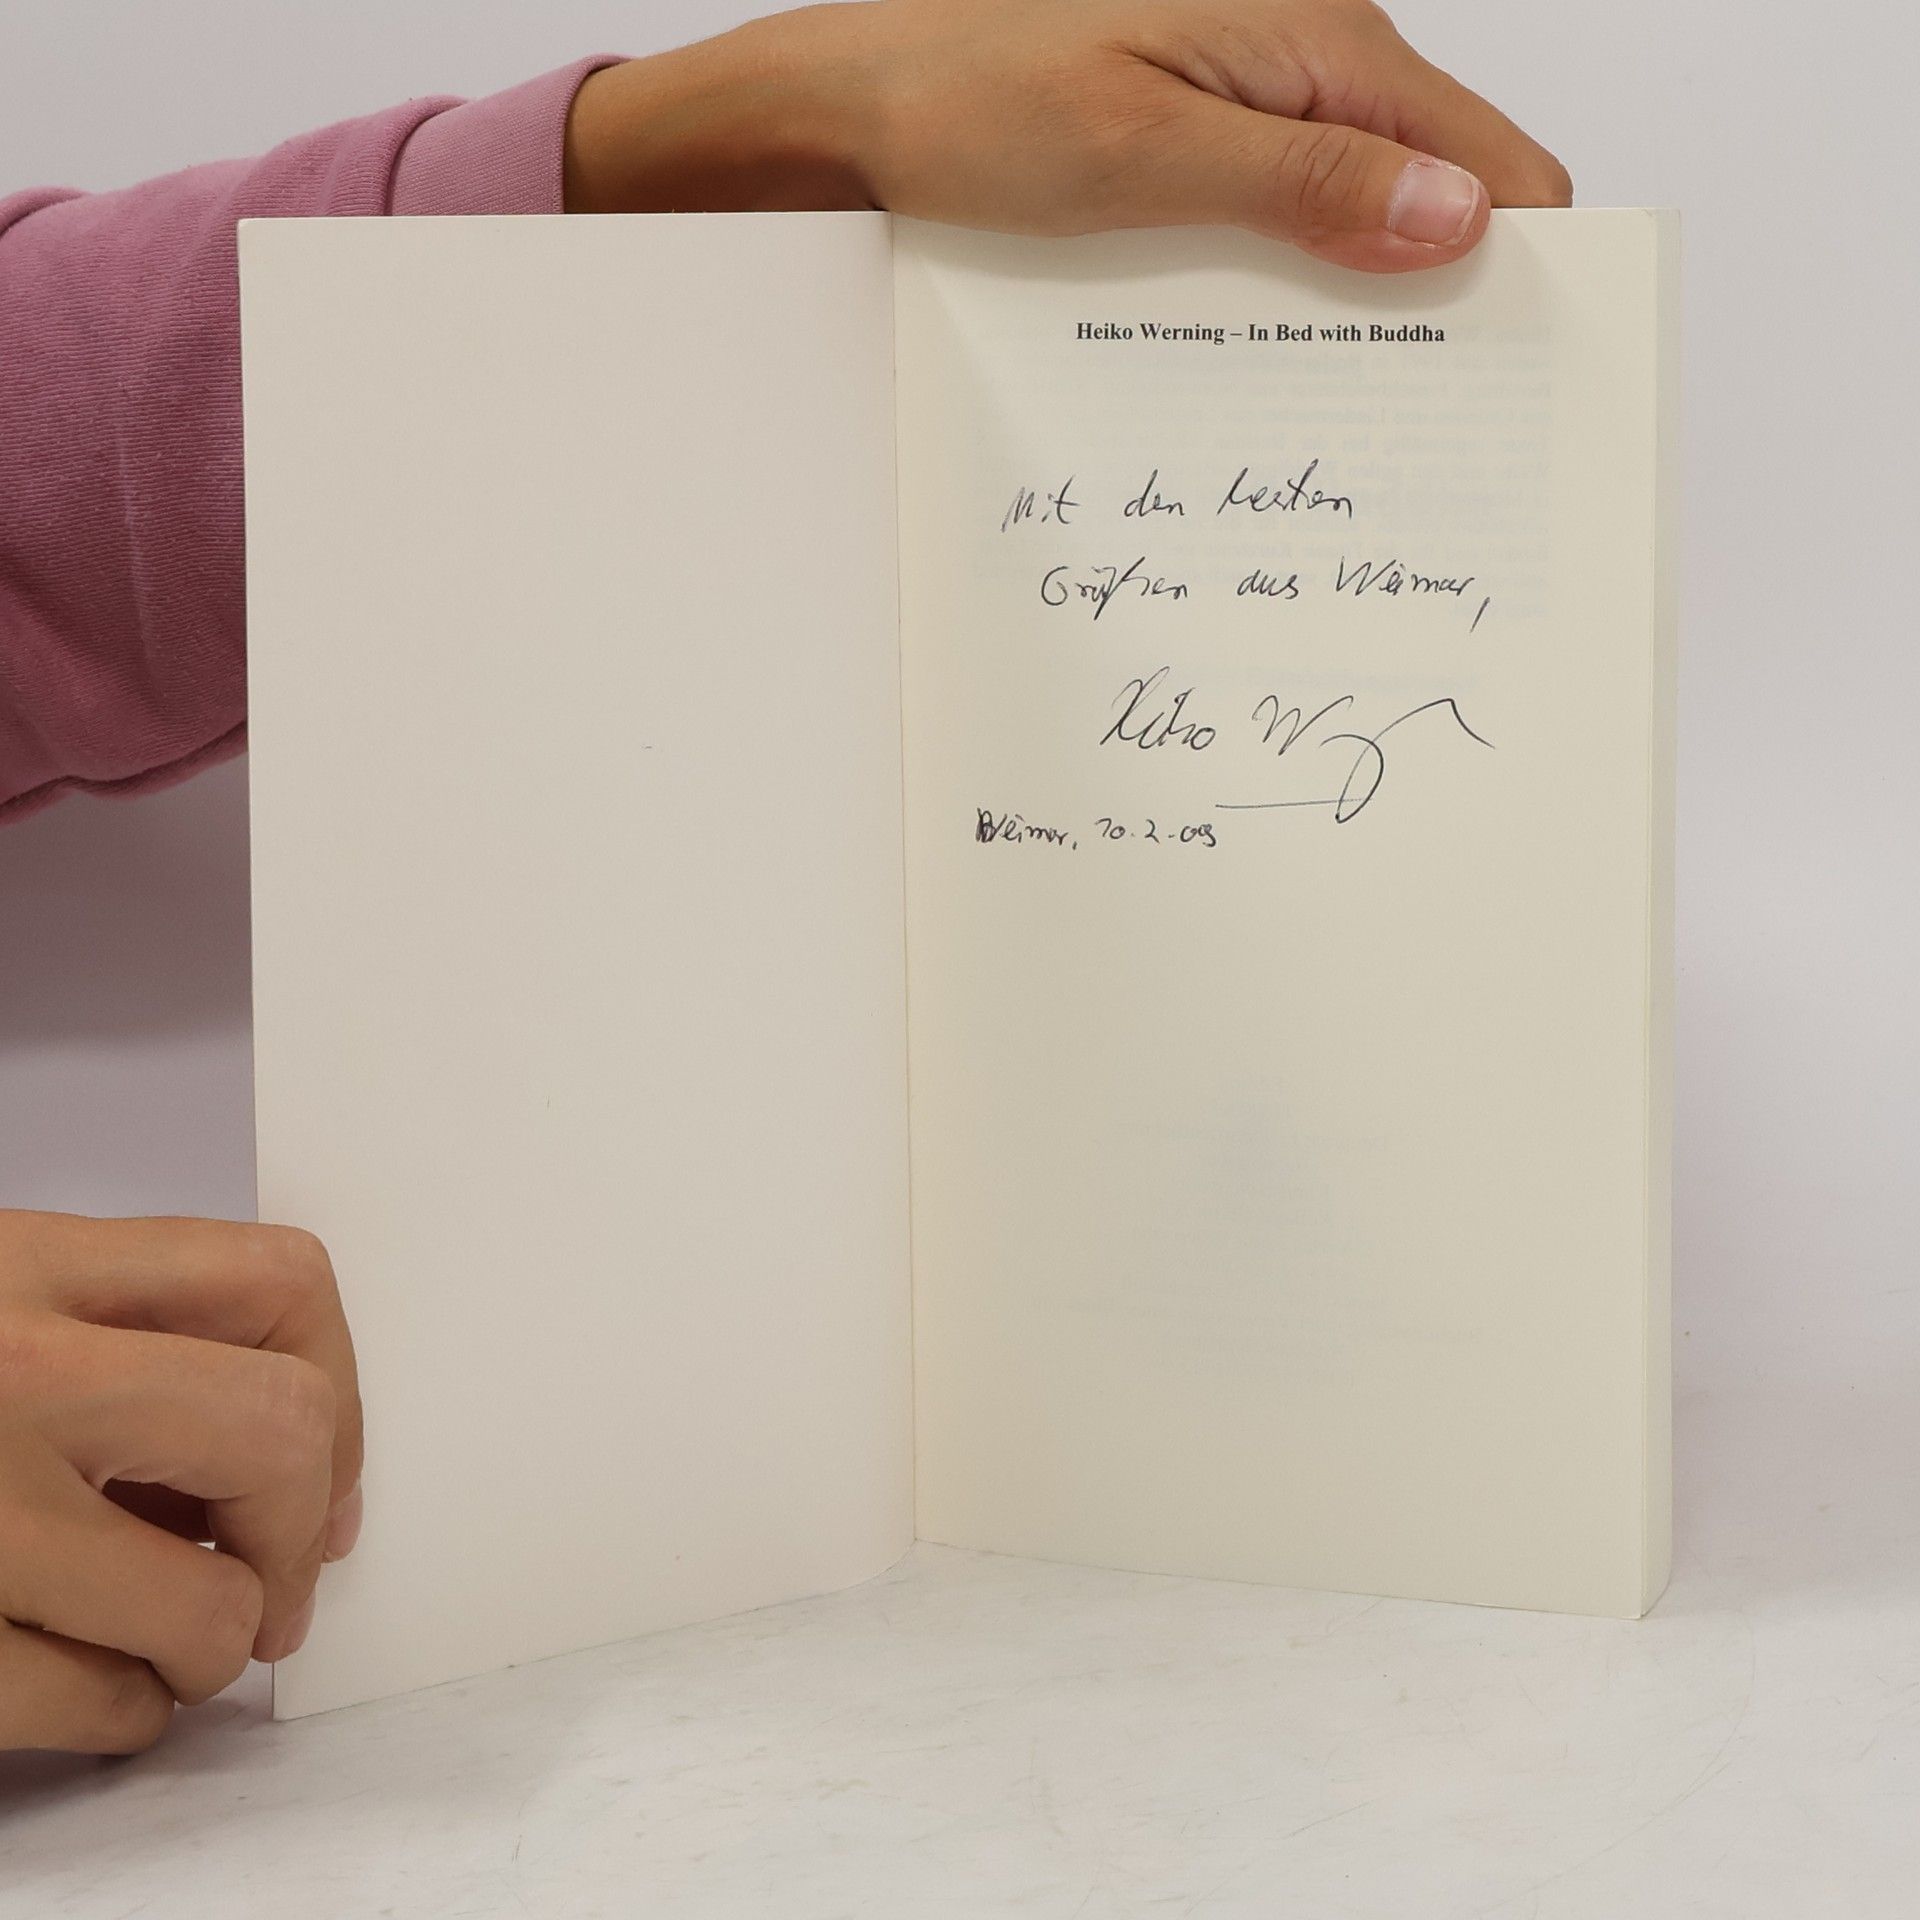 Heiko Werning – In Bed with Buddha
Mit den besten
Grüßen aus Weimar,
Heiko W
Weimar, 10.2.09